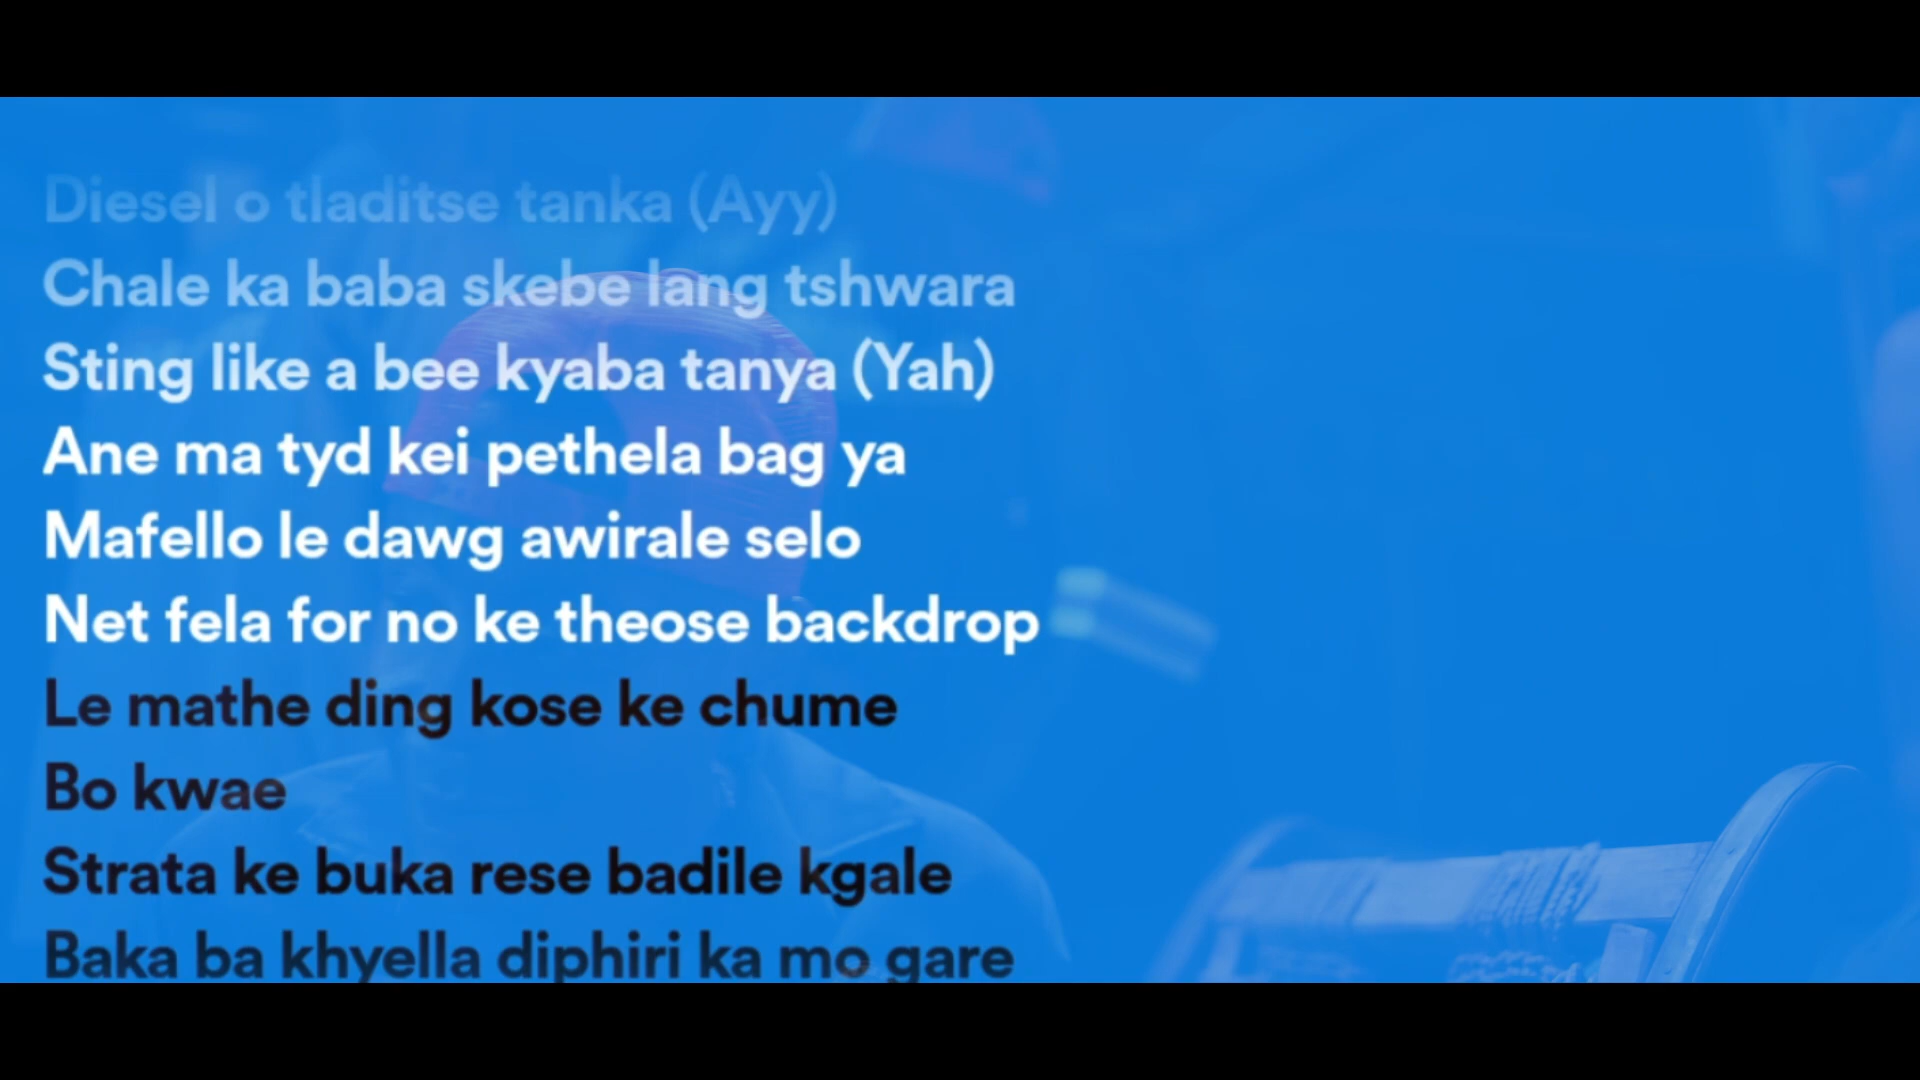 Diesel o tladitse tanka (Ayy)
Chale ka baba skebe lang tshwara
Sting like a bee kyaba tanya (Yah)
Ane ma tyd kei pethela bag ya
Mafello le dawg awirale selo
Net fela for no ke theose backdrop
Le mathe ding kose ke chume
Bo kwae
Strata ke buka rese badile kgale
Baka ba khyella diphiri ka mo gare